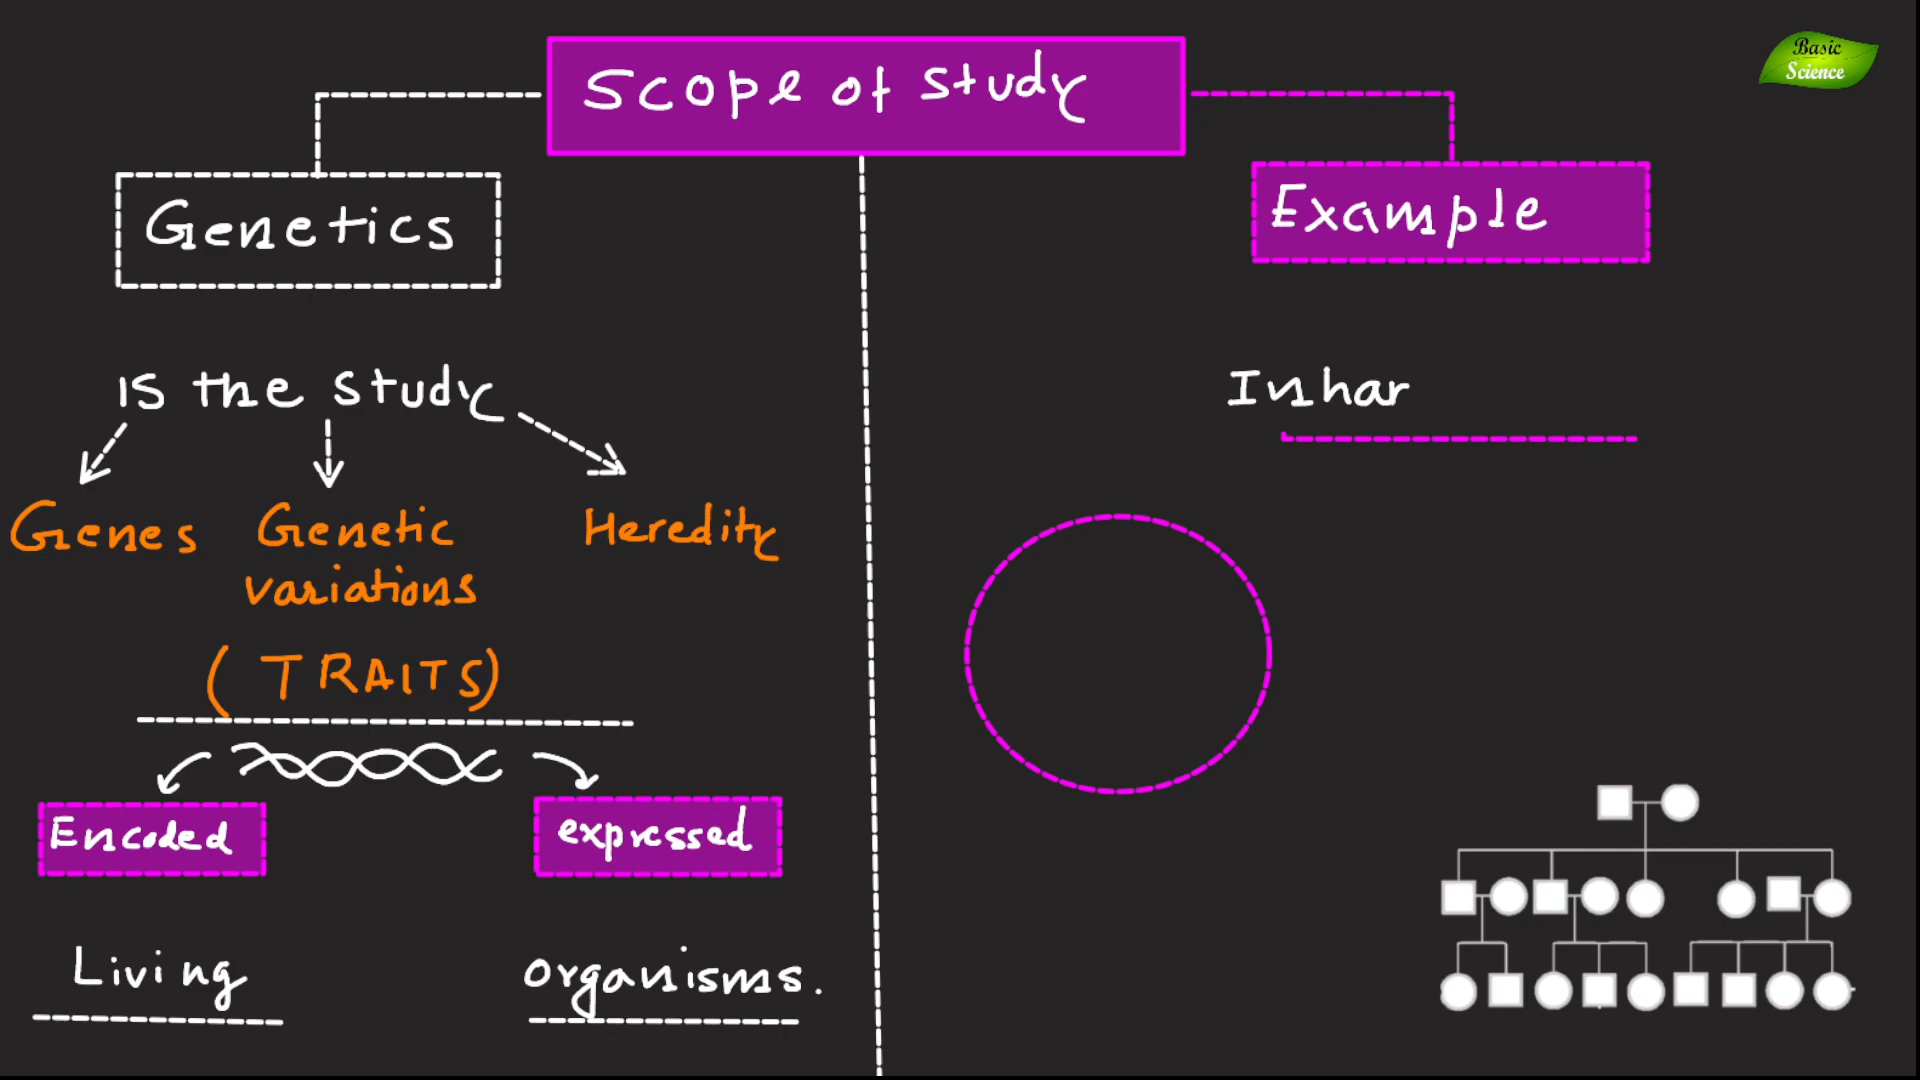 Scope of study
Basic
Science
Genetics
Example
is the study
Inhar
Genes
Genetic
variations
Heredity
(TRAITS)
Encoded
expressed
Living
organisms.